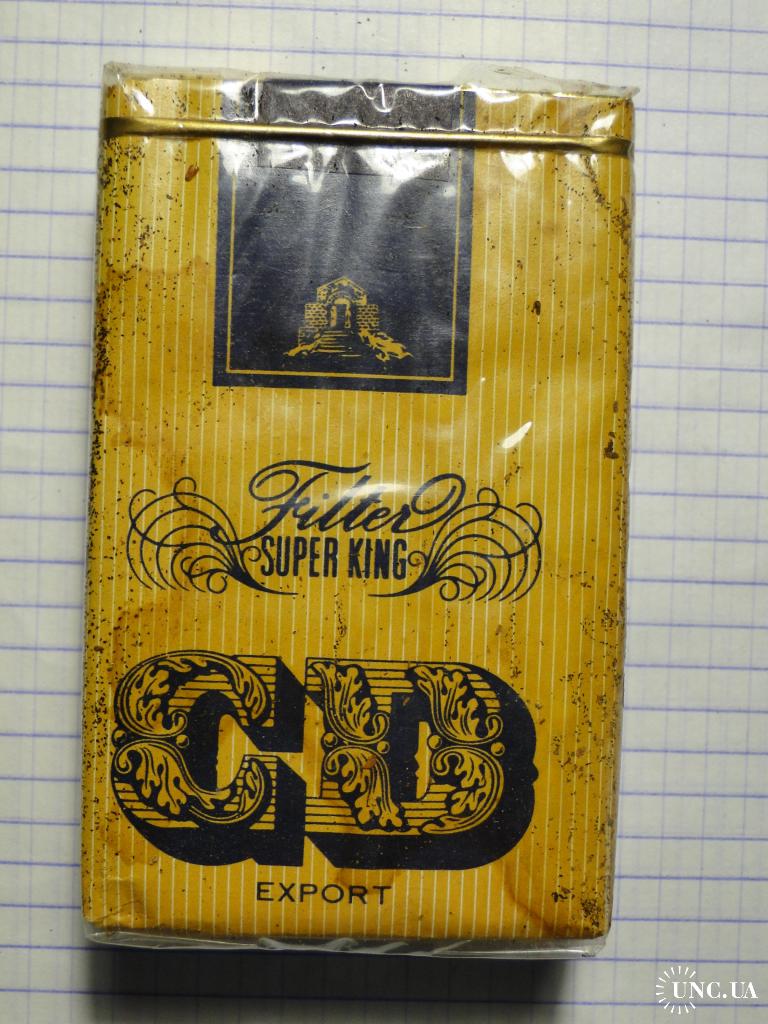 Filter
SUPER KING
CD
EXPORT
UNC.UA